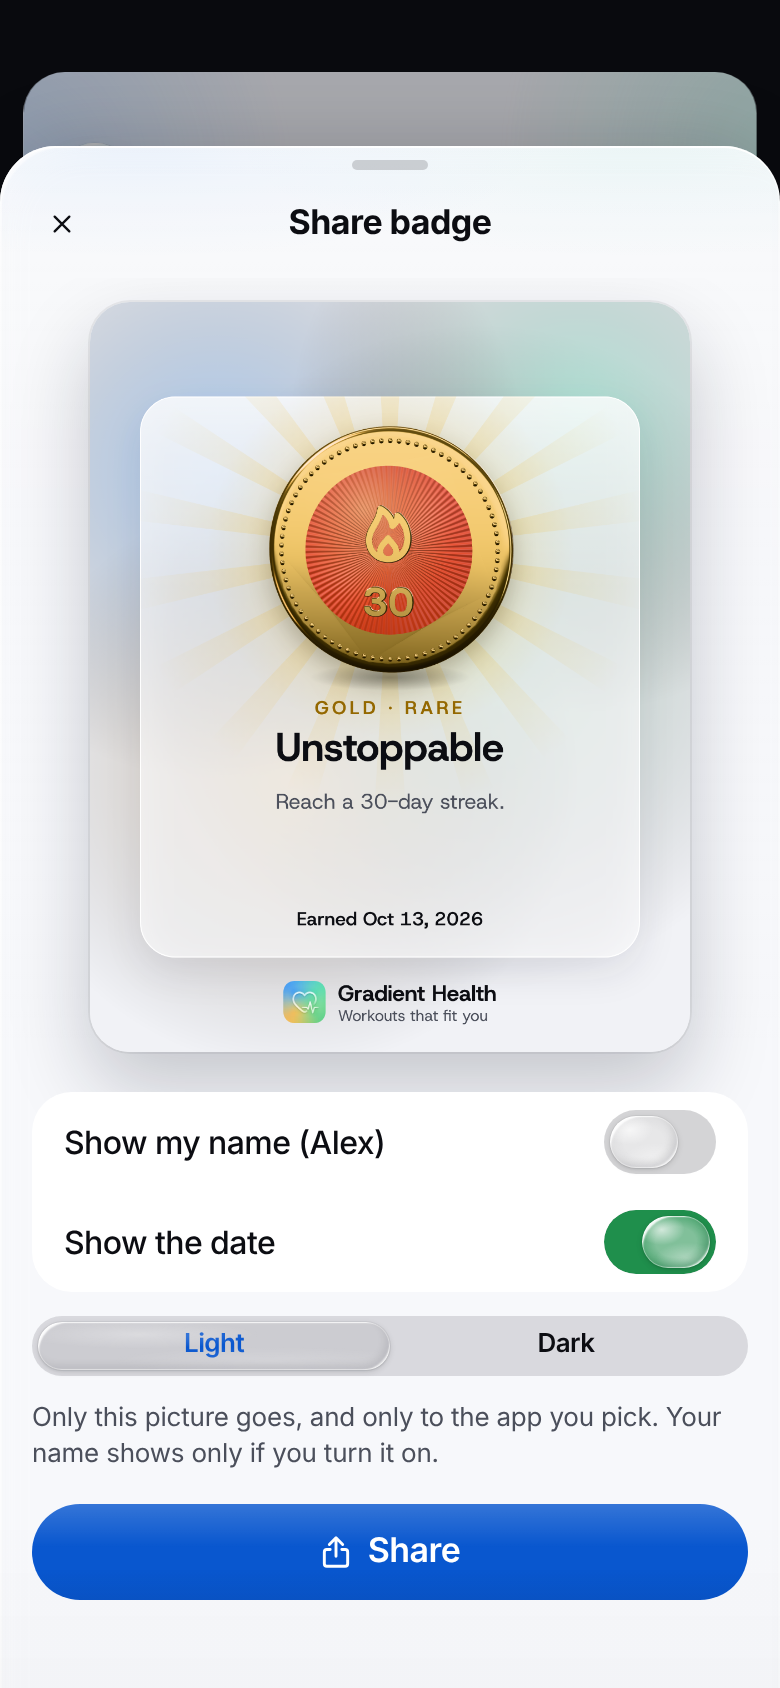 Share badge
30
GOLD · RARE
Unstoppable
Reach a 30-day streak.
Earned Oct 13, 2026
Gradient Health
Workouts that fit you
Show my name (Alex)
Show the date
Light
Dark
Only this picture goes, and only to the app you pick. Your
name shows only if you turn it on.
Share